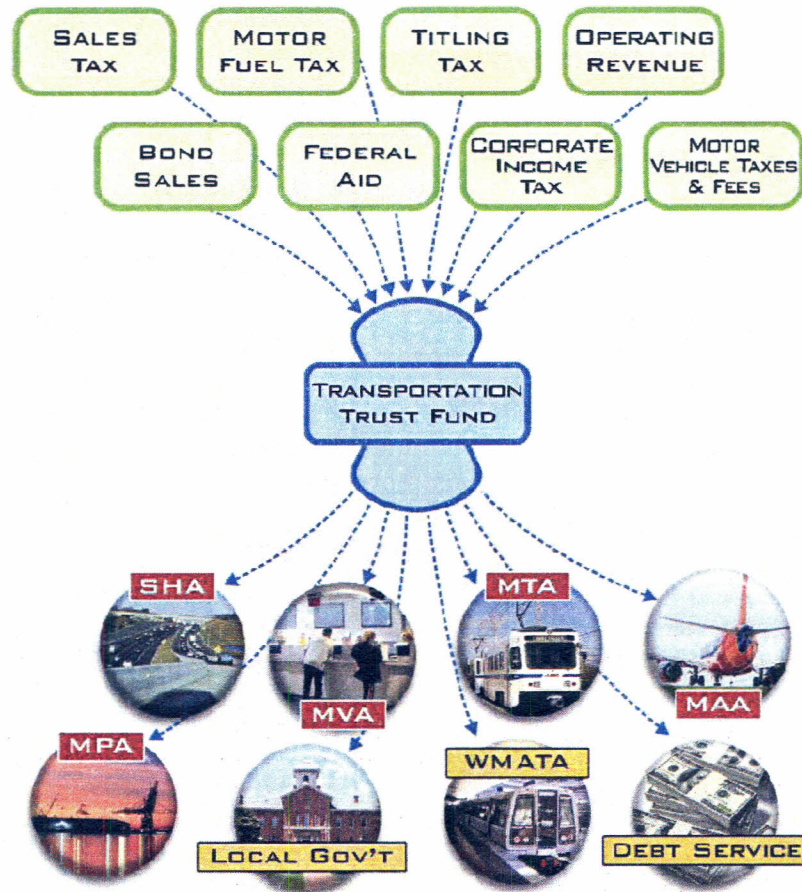 SALES
TAX
MOTOR
FUEL TAX
TITLING
TAX
OPERATING
REVENUE
BOND
SALES
FEDERAL
AID
CORPORATE
INCOME
TAX
MOTOR
VEHICLE TAXES
& FEES
TRANSPORTATION
TRUST FUND
SHA
MVA
MTA
MAA
MPA
LOCAL GOV'T
WMATA
DEBT SERVICE